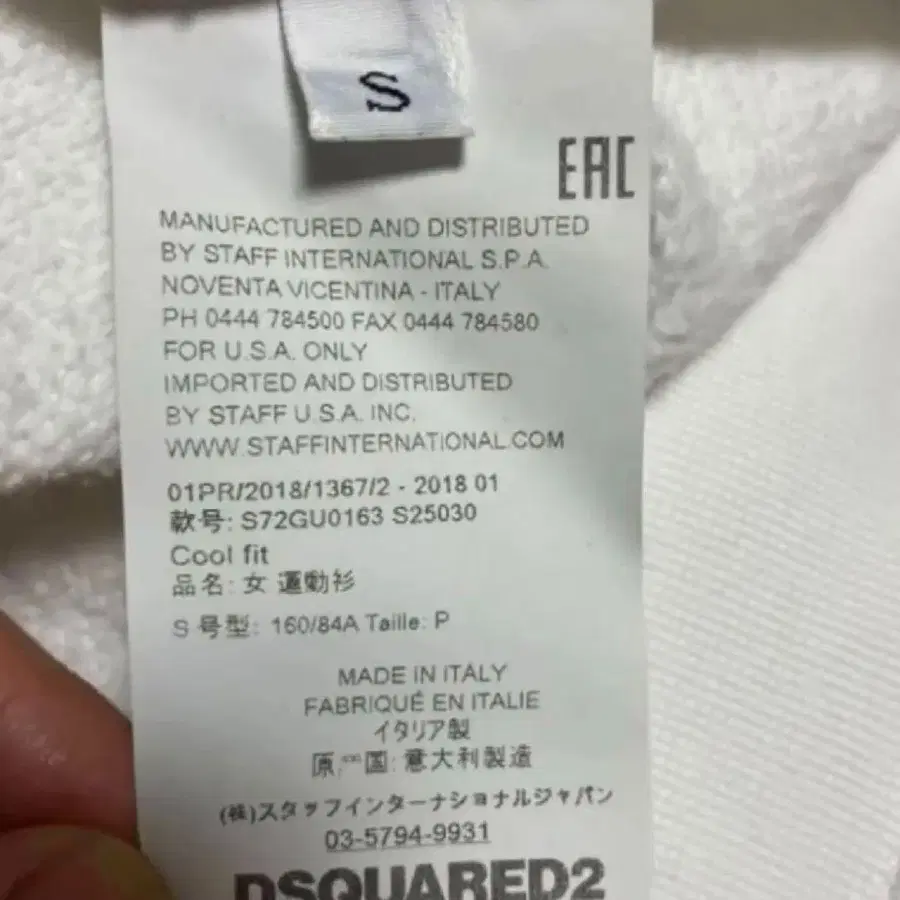 S
EAC
MANUFACTURED AND DISTRIBUTED
BY STAFF INTERNATIONAL S.P.A.
NOVENTA VICENTINA - ITALY
PH 0444 784500 FAX 0444 784580
FOR U.S.A. ONLY
IMPORTED AND DISTRIBUTED
BY STAFF U.S.A. INC.
WWW.STAFFINTERNATIONAL.COM
01PR/2018/1367/2 - 2018 01
款号: S72GU0163 S25030
Cool fit
品名: 女 運動衫
S 号型: 160/84A Taille: P
MADE IN ITALY
FABRIQUÉ EN ITALIE
イタリア製
原 国: 意大利製造
(株)スタッフインターナショナルジャパン
03-5794-9931
DSQUARED2